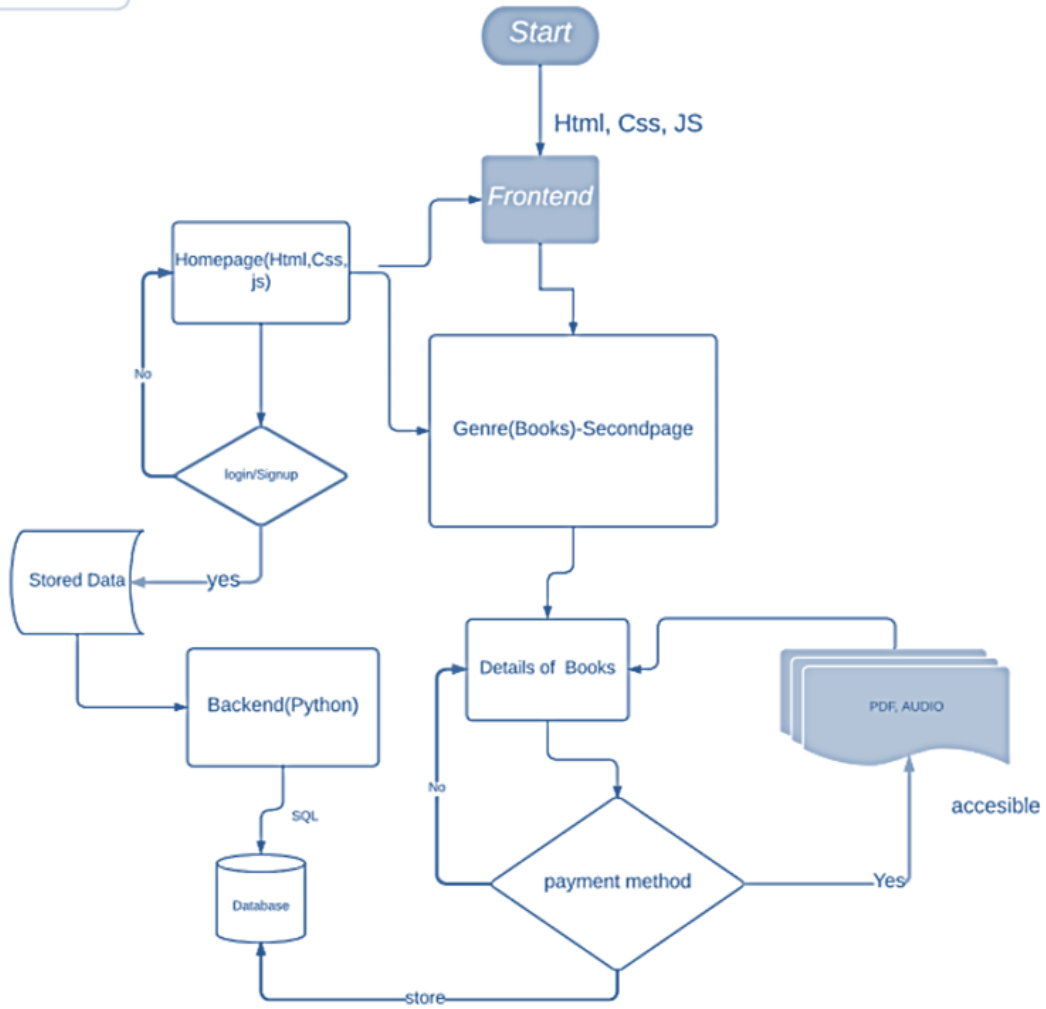 Start
Html, Css, JS
Frontend
Homepage(Html,Css,
js)
No
Genre(Books)-Secondpage
login/Signup
Stored Data
yes
Details of Books
Backend(Python)
PDF, AUDIO
No
SQL
accesible
payment method
Yes
Database
store